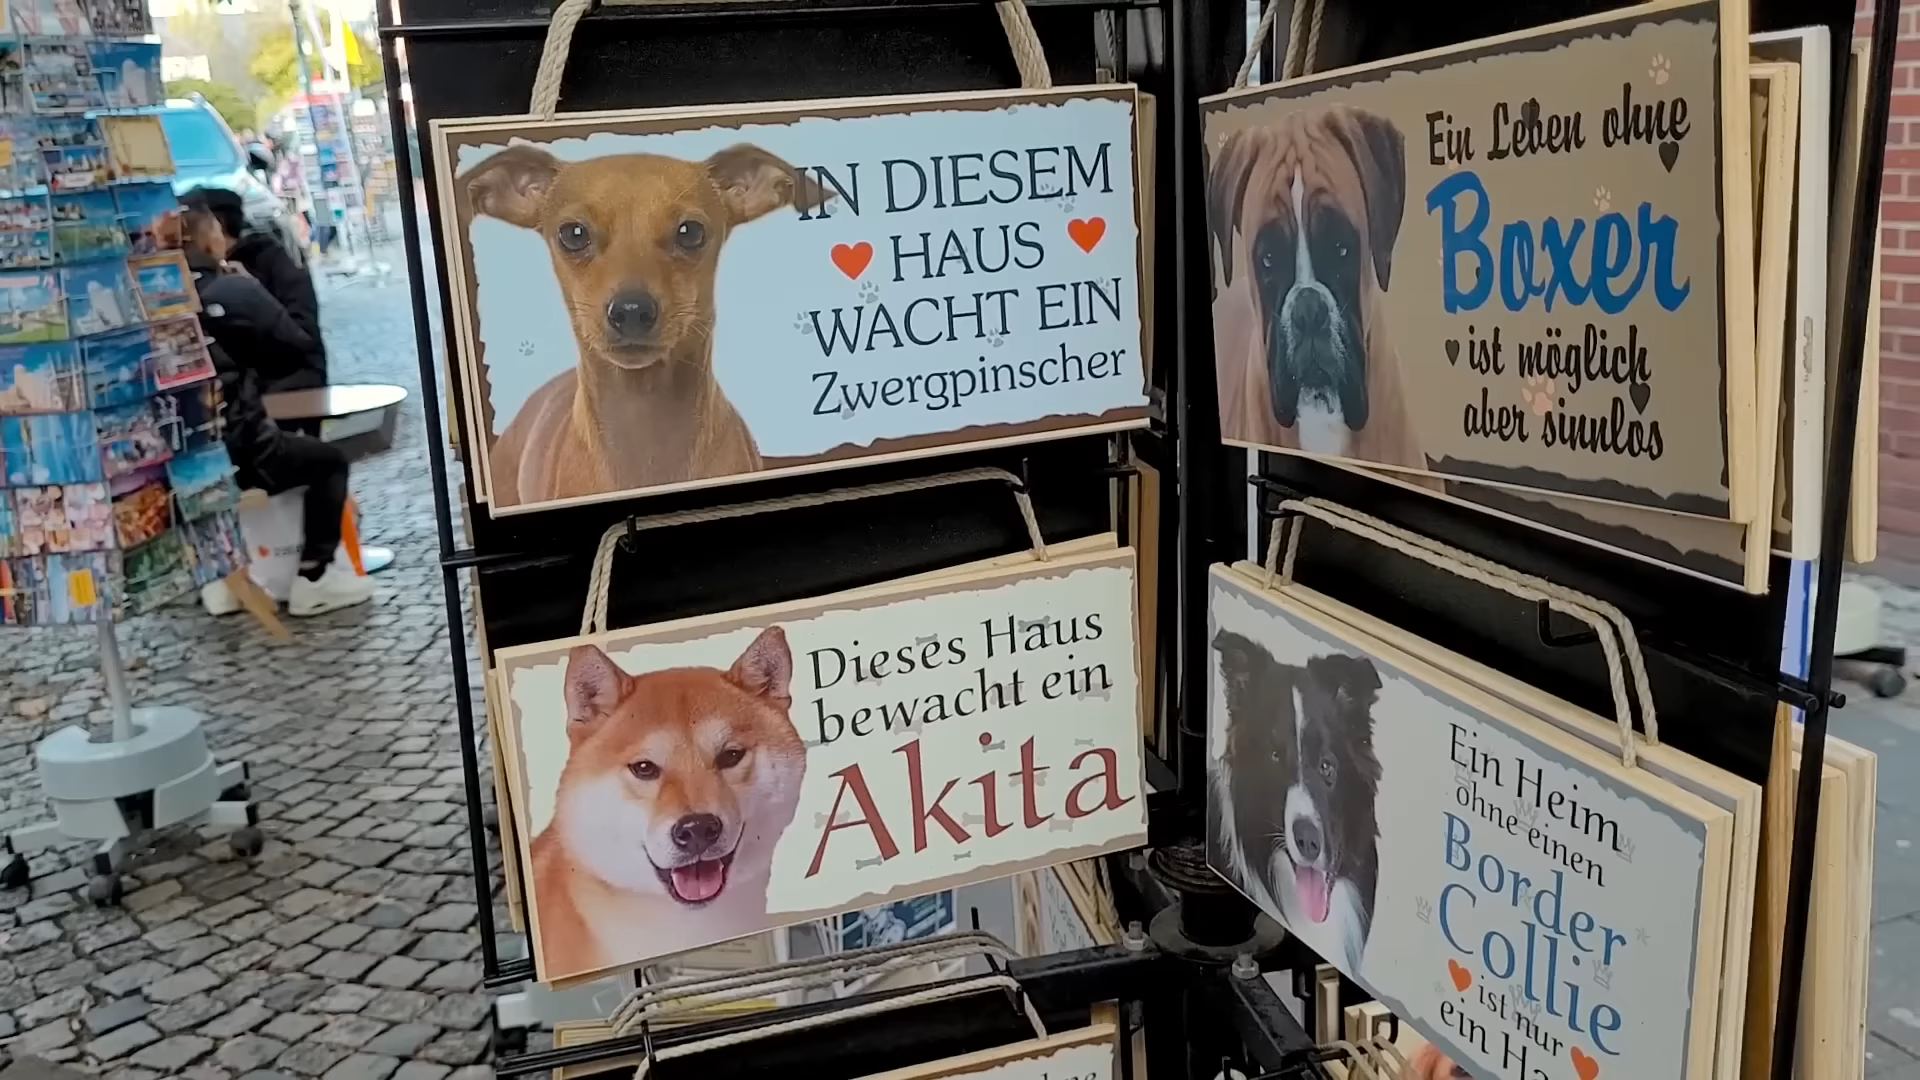 IN DIESEM
HAUS
WACHT EIN
Zwergpinscher
Ein Leben ohne
Boxer
ist möglich
aber sinnlos
Dieses Haus
bewacht ein
Akita
Ein Heim
ohne einen
Border
Collie
ist nur
ein Ha